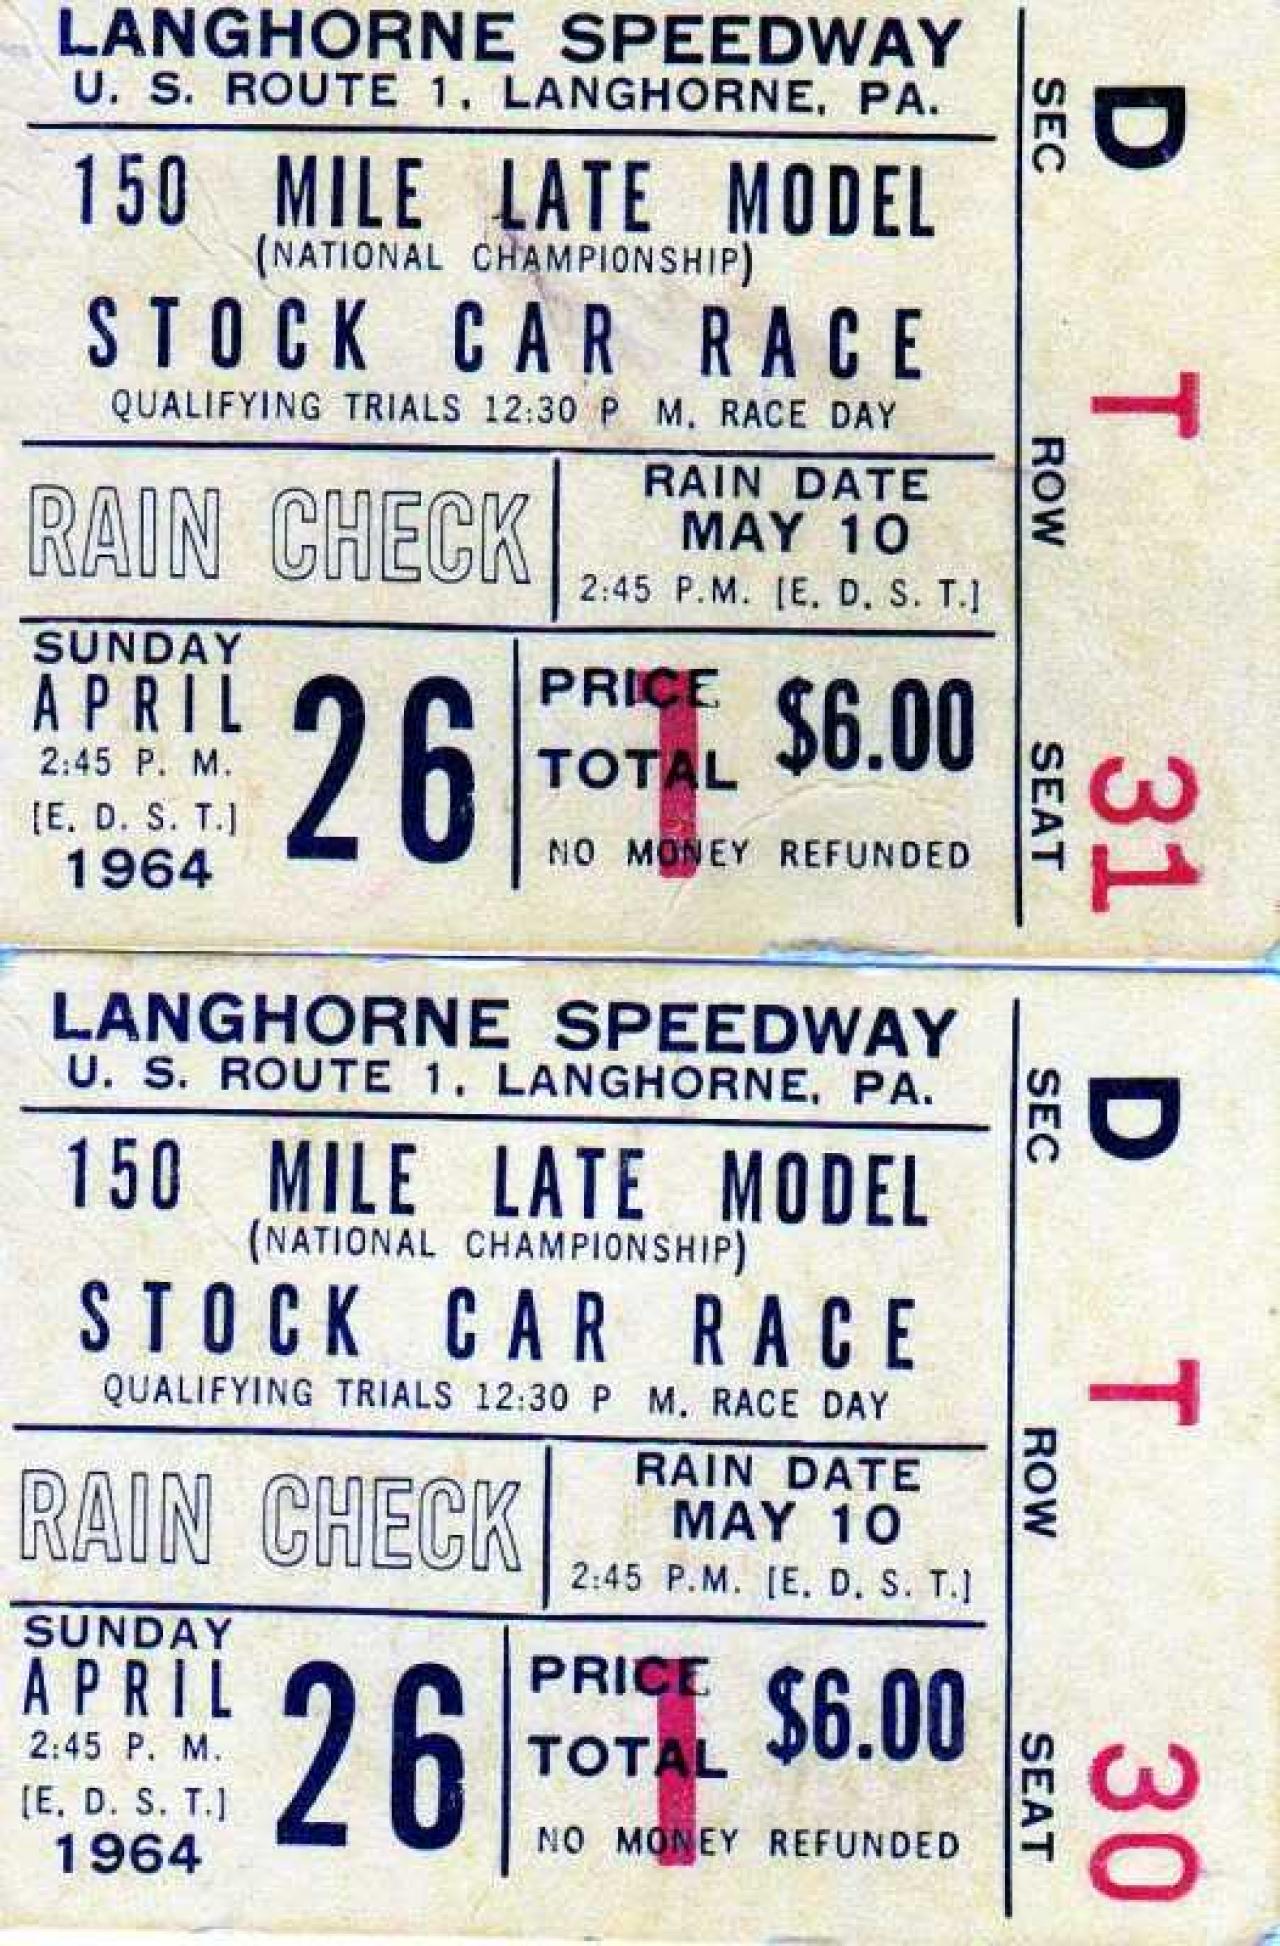 LANGHORNE SPEEDWAY
U. S. ROUTE 1, LANGHORNE, PA.
150 MILE LATE MODEL
(NATIONAL CHAMPIONSHIP)
STOCK CAR RACE
QUALIFYING TRIALS 12:30 P M. RACE DAY
RAIN CHECK
RAIN DATE
MAY 10
2:45 P.M. [E. D. S. T.]
SUNDAY
APRIL
2:45 P. M.
[E. D. S. T.]
1964
26
PRICE
TOTAL
$6.00
1
NO MONEY REFUNDED
SEC D
ROW T
SEAT 31
LANGHORNE SPEEDWAY
U. S. ROUTE 1, LANGHORNE, PA.
150 MILE LATE MODEL
(NATIONAL CHAMPIONSHIP)
STOCK CAR RACE
QUALIFYING TRIALS 12:30 P M. RACE DAY
RAIN CHECK
RAIN DATE
MAY 10
2:45 P.M. [E. D. S. T.]
SUNDAY
APRIL
2:45 P. M.
[E. D. S. T.]
1964
26
PRICE
TOTAL
$6.00
1
NO MONEY REFUNDED
SEC D
ROW T
SEAT 30